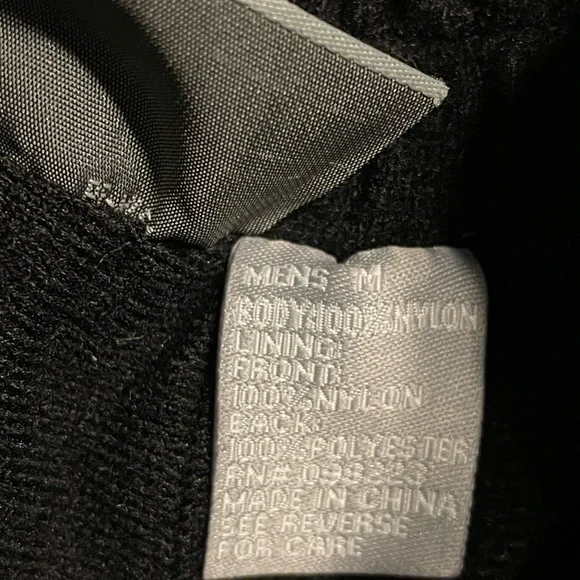 MENS M
BODY:100%NYLON
LINING:
FRONT:
100%NYLON
BACK:
100%POLYESTER
RN# 098223
MADE IN CHINA
SEE REVERSE
FOR CARE